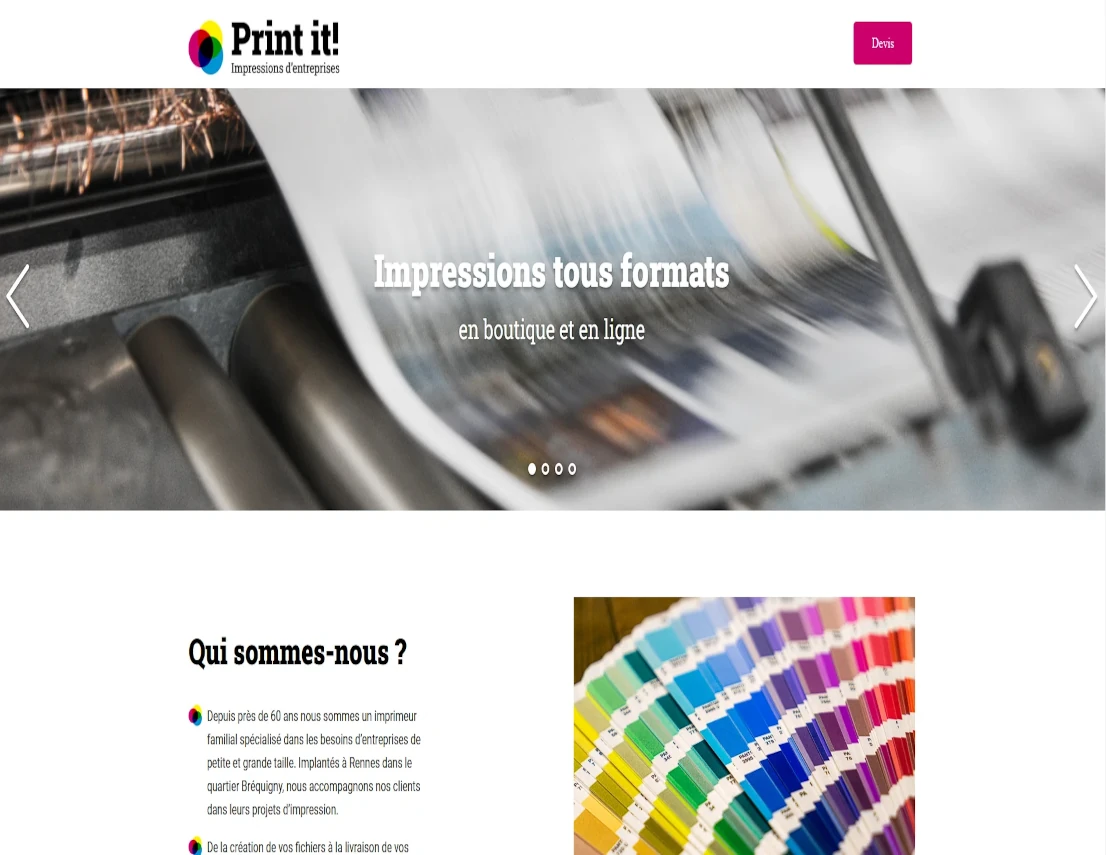 Print it!
Impressions d'entreprises
Devis
Impressions tous formats
en boutique et en ligne
Qui sommes-nous ?
Depuis près de 60 ans nous sommes un imprimeur
familial spécialisé dans les besoins d'entreprises de
petite et grande taille. Implantés à Rennes dans le
quartier Bréquigny, nous accompagnons nos clients
dans leurs projets d'impression.
De la création de vos fichiers à la livraison de vos